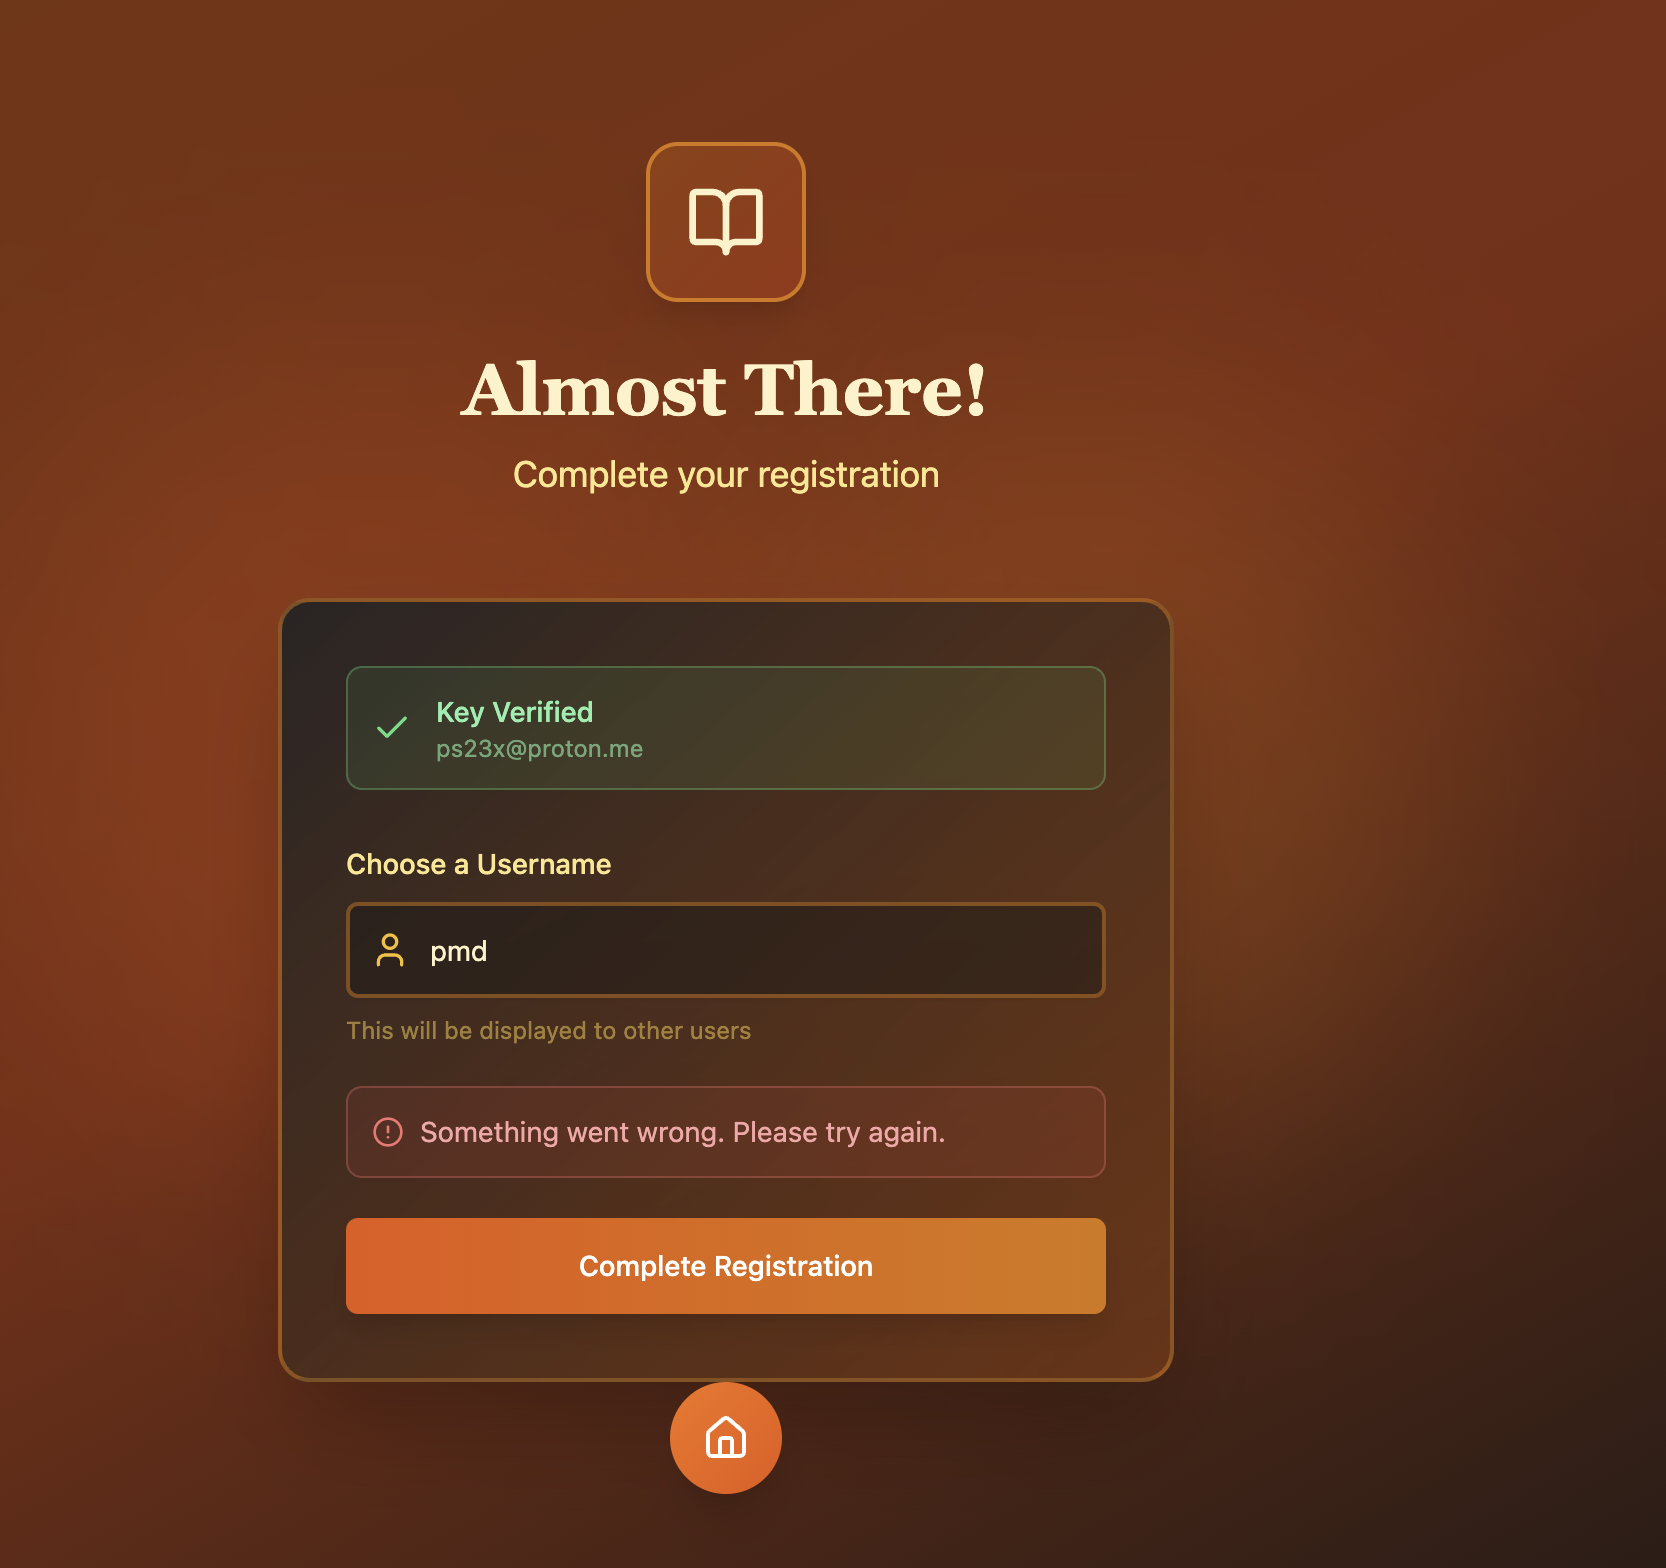 Almost There!
Complete your registration
Key Verified
ps23x@proton.me
Choose a Username
pmd
This will be displayed to other users
Something went wrong. Please try again.
Complete Registration